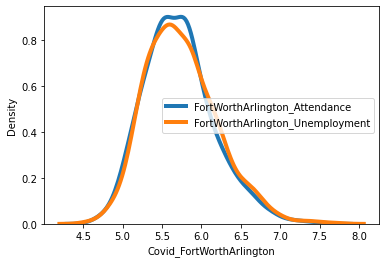 0.8
0.6
0.4
0.2
0.0
Density
FortWorthArlington_Attendance
FortWorthArlington_Unemployment
4.5 5.0 5.5 6.0 6.5 7.0 7.5 8.0
Covid_FortWorthArlington